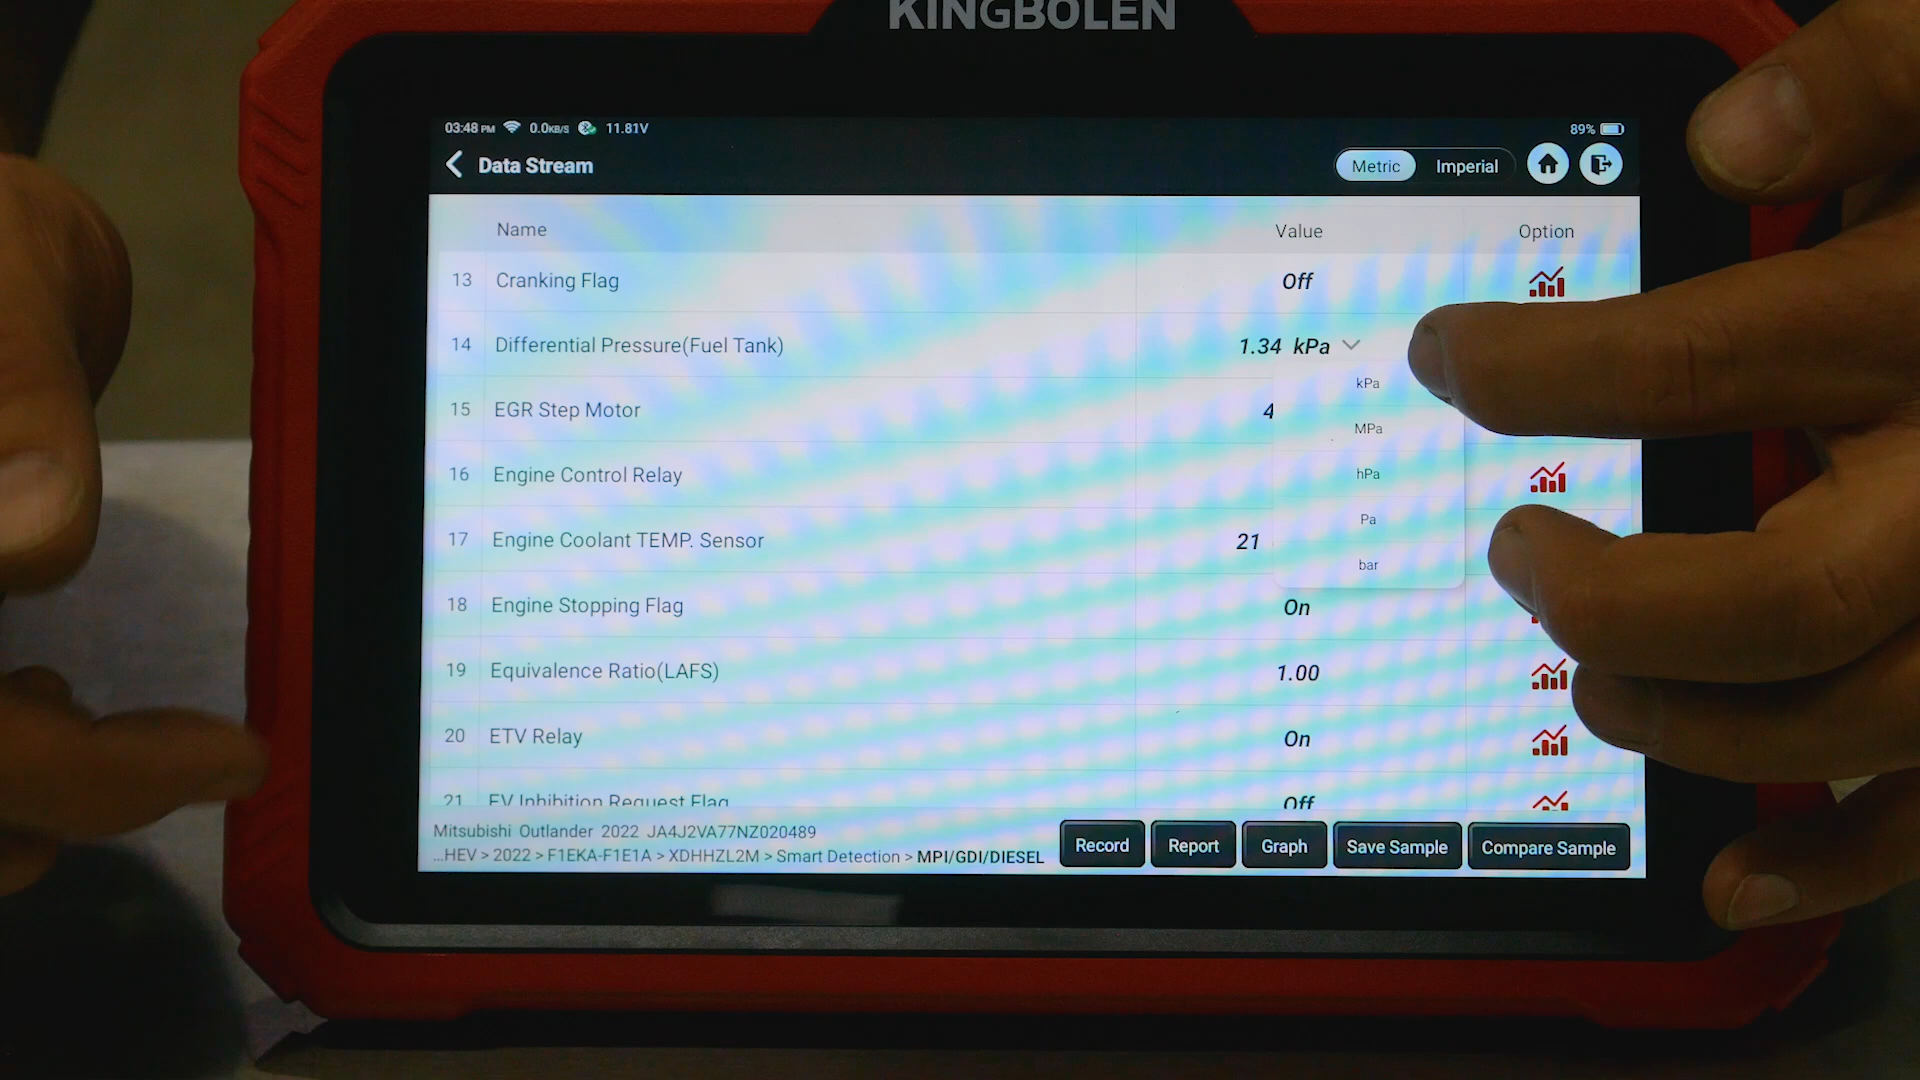 KINGBOLEN
03:48 PM 0.0KB/S 11.81V 89%
Data Stream Metric Imperial
Name Value Option
13 Cranking Flag Off
14 Differential Pressure(Fuel Tank) 1.34 kPa
kPa
15 EGR Step Motor 4
MPa
16 Engine Control Relay
hPa
Pa
17 Engine Coolant TEMP. Sensor 21
bar
18 Engine Stopping Flag On
19 Equivalence Ratio(LAFS) 1.00
20 ETV Relay On
21 EV Inhibition Request Flag Off
Mitsubishi Outlander 2022 JA4J2VA77NZ020489
...HEV > 2022 > F1EKA-F1E1A > XDHHZL2M > Smart Detection > MPI/GDI/DIESEL
Record Report Graph Save Sample Compare Sample